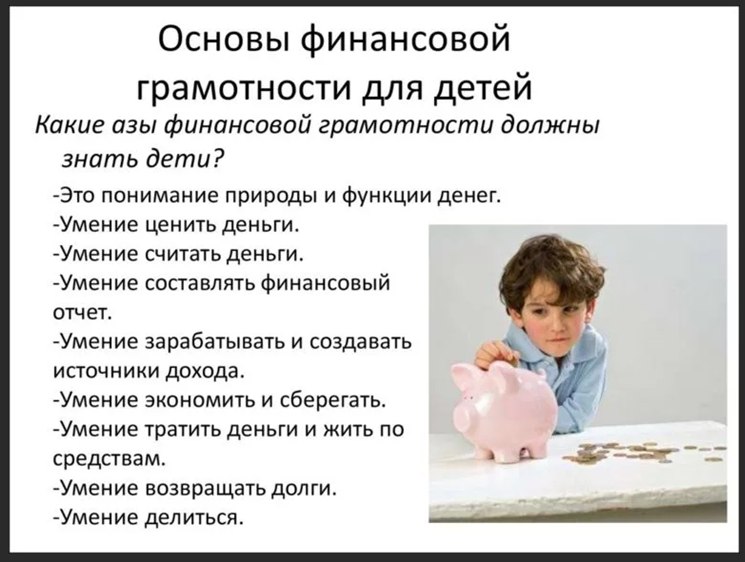 Основы финансовой
грамотности для детей
Какие азы финансовой грамотности должны
знать дети?
-Это понимание природы и функции денег.
-Умение ценить деньги.
-Умение считать деньги.
-Умение составлять финансовый
отчет.
-Умение зарабатывать и создавать
источники дохода.
-Умение экономить и сберегать.
-Умение тратить деньги и жить по
средствам.
-Умение возвращать долги.
-Умение делиться.